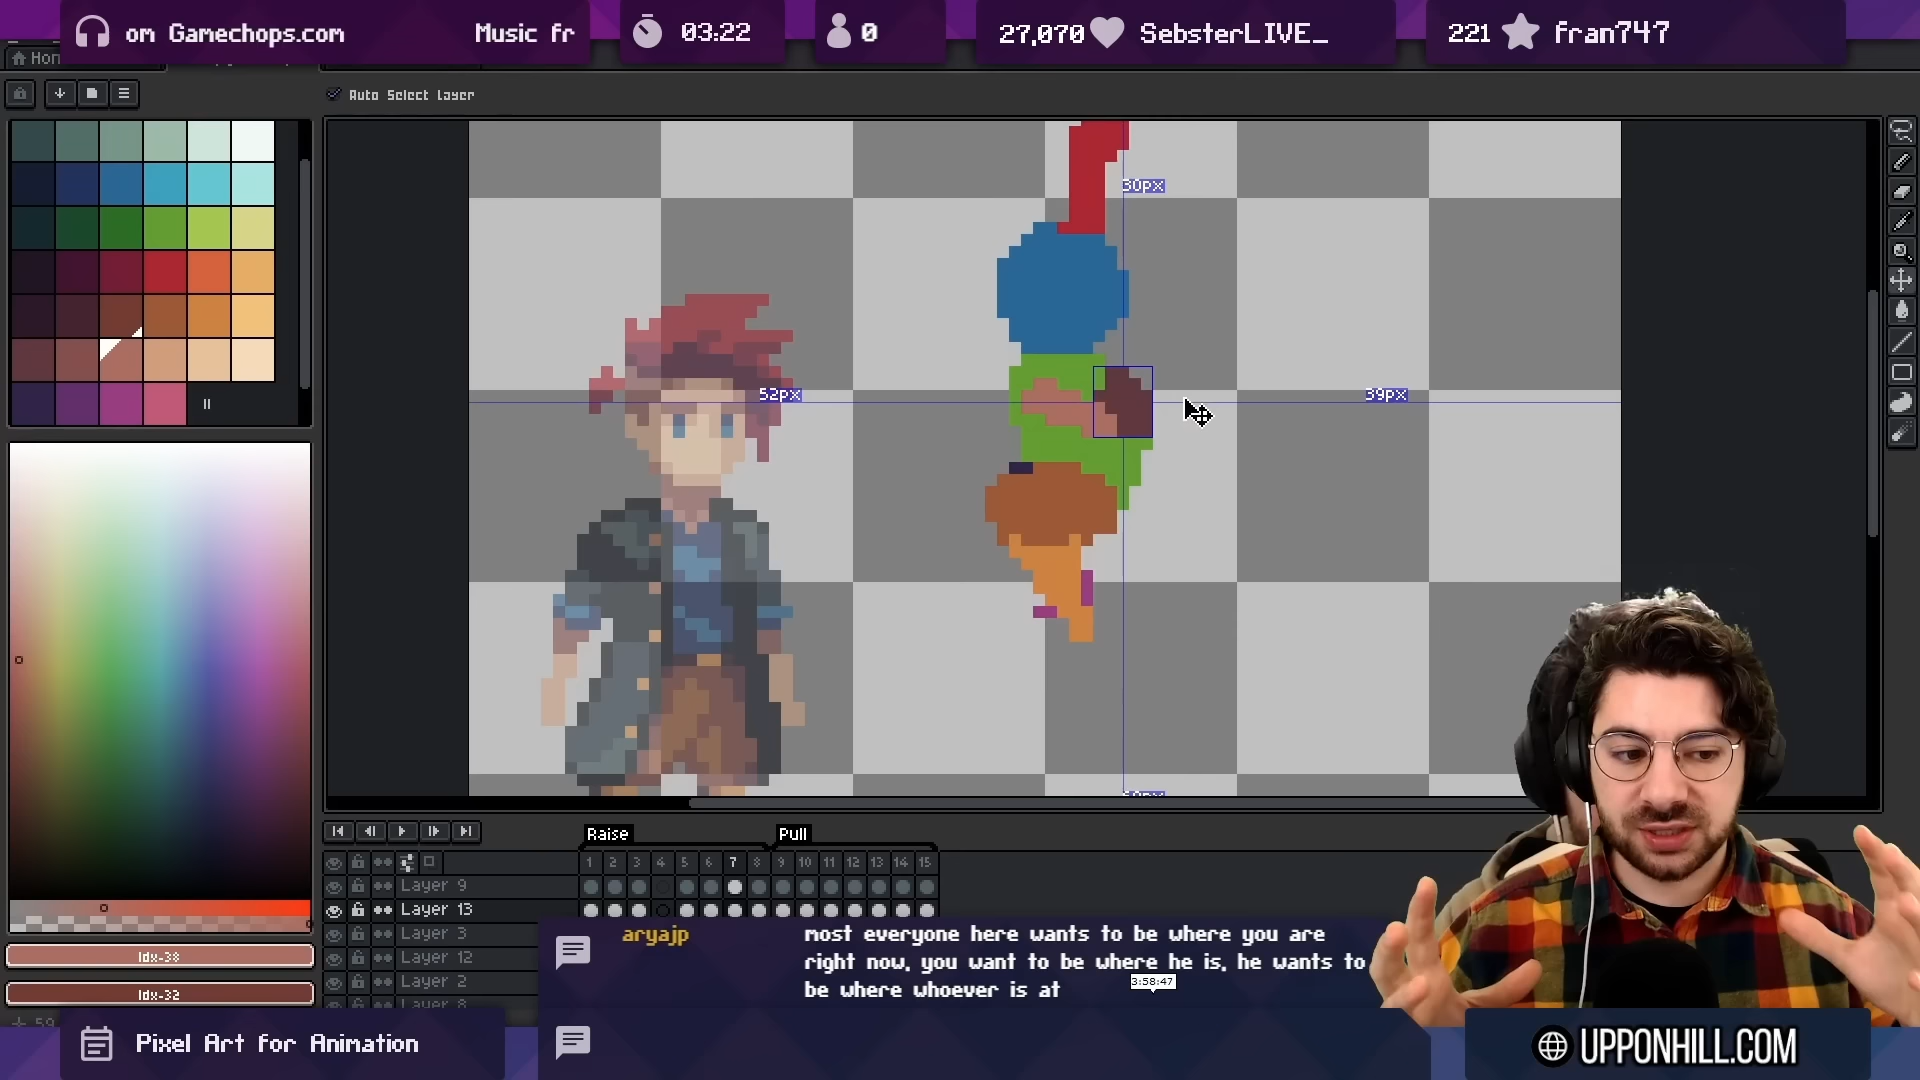 om Gamechops.com
Music fr
03:22
0
27,070
SebsterLIVE_
221
fran747
Hom
Auto Select Layer
30px
52px
39px
Raise
Pull
1 2 3 4 5 6 7 8 9 10 11 12 13 14 15
Layer 9
Layer 13
Layer 3
Layer 12
Layer 2
Idx-38
Idx-32
aryajp
most everyone here wants to be where you are
right now, you want to be where he is, he wants to
be where whoever is at
3:58:47
Pixel Art for Animation
UPPONHILL.COM